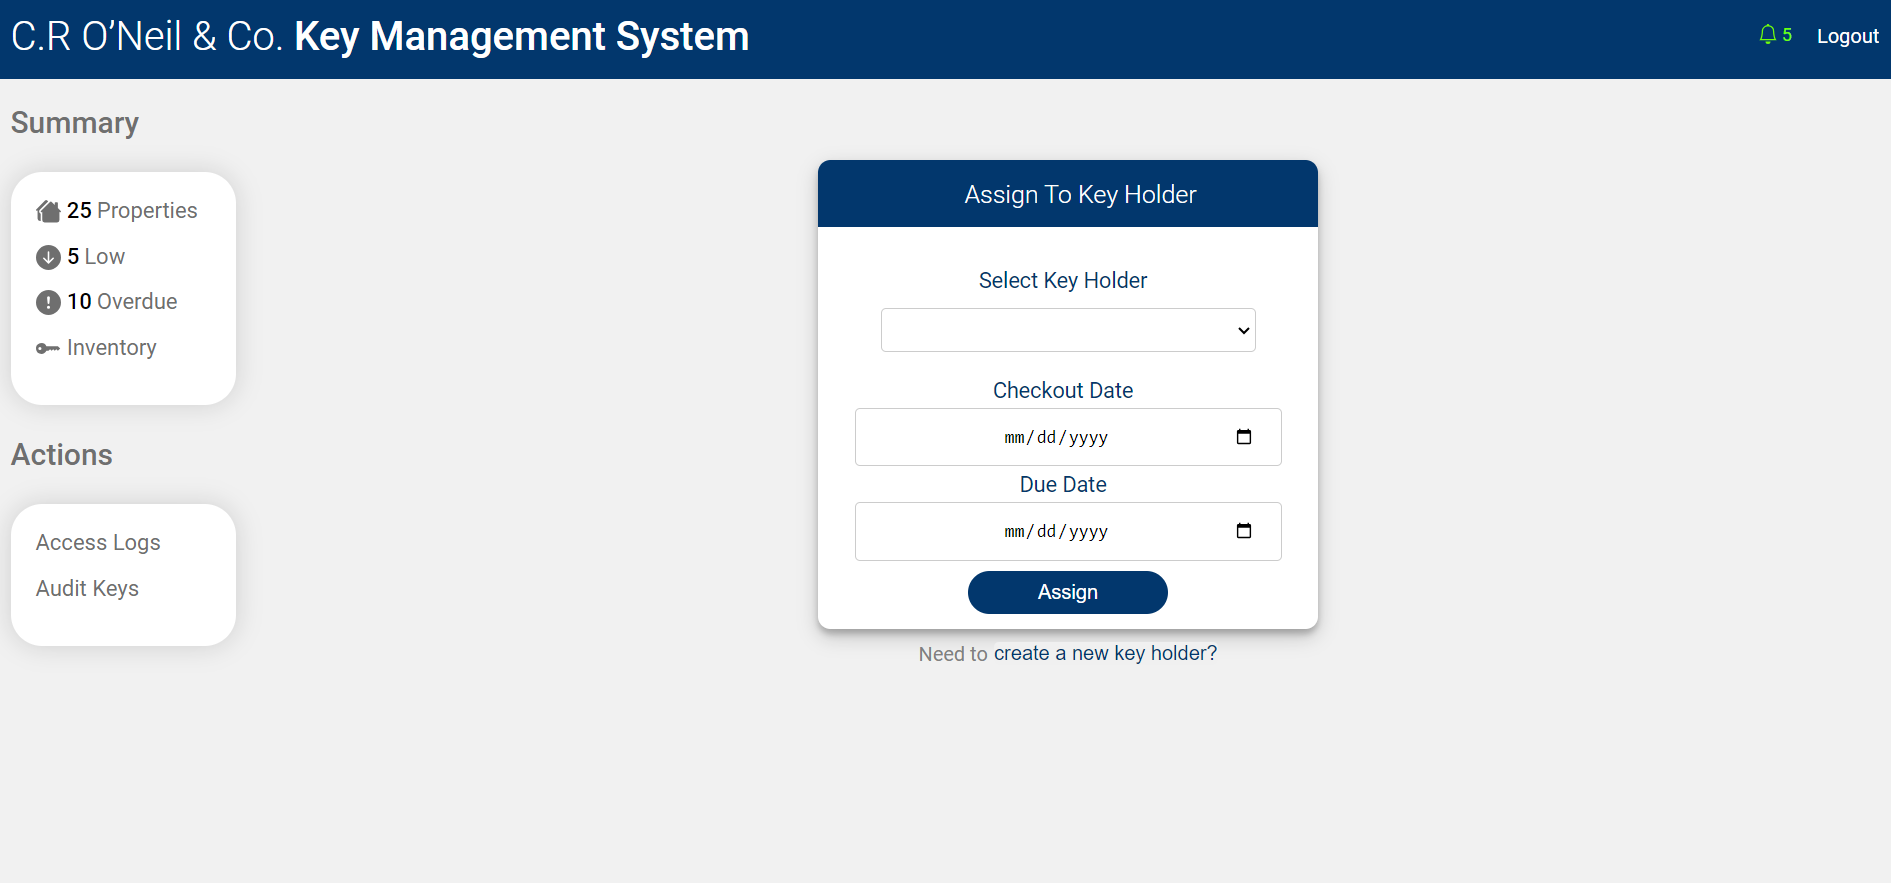 C.R O’Neil & Co. Key Management System
5
Logout
Summary
25 Properties
5 Low
10 Overdue
Inventory
Actions
Access Logs
Audit Keys
Assign To Key Holder
Select Key Holder
Checkout Date
mm/dd/yyyy
Due Date
mm/dd/yyyy
Assign
Need to create a new key holder?